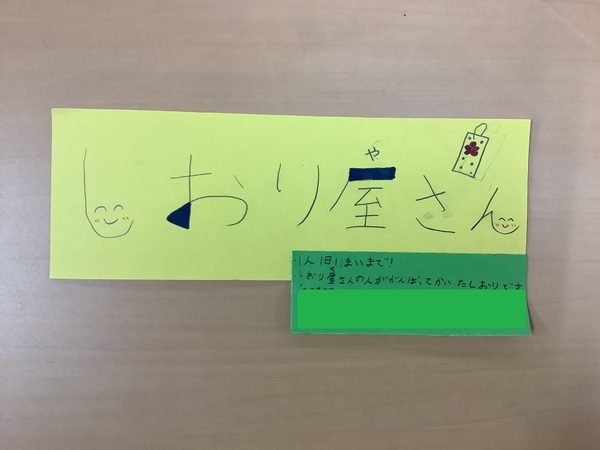 しおり屋さん
や
1人1日1まいまで!
しおり屋さんの人ががんばってかいたしおりです
や